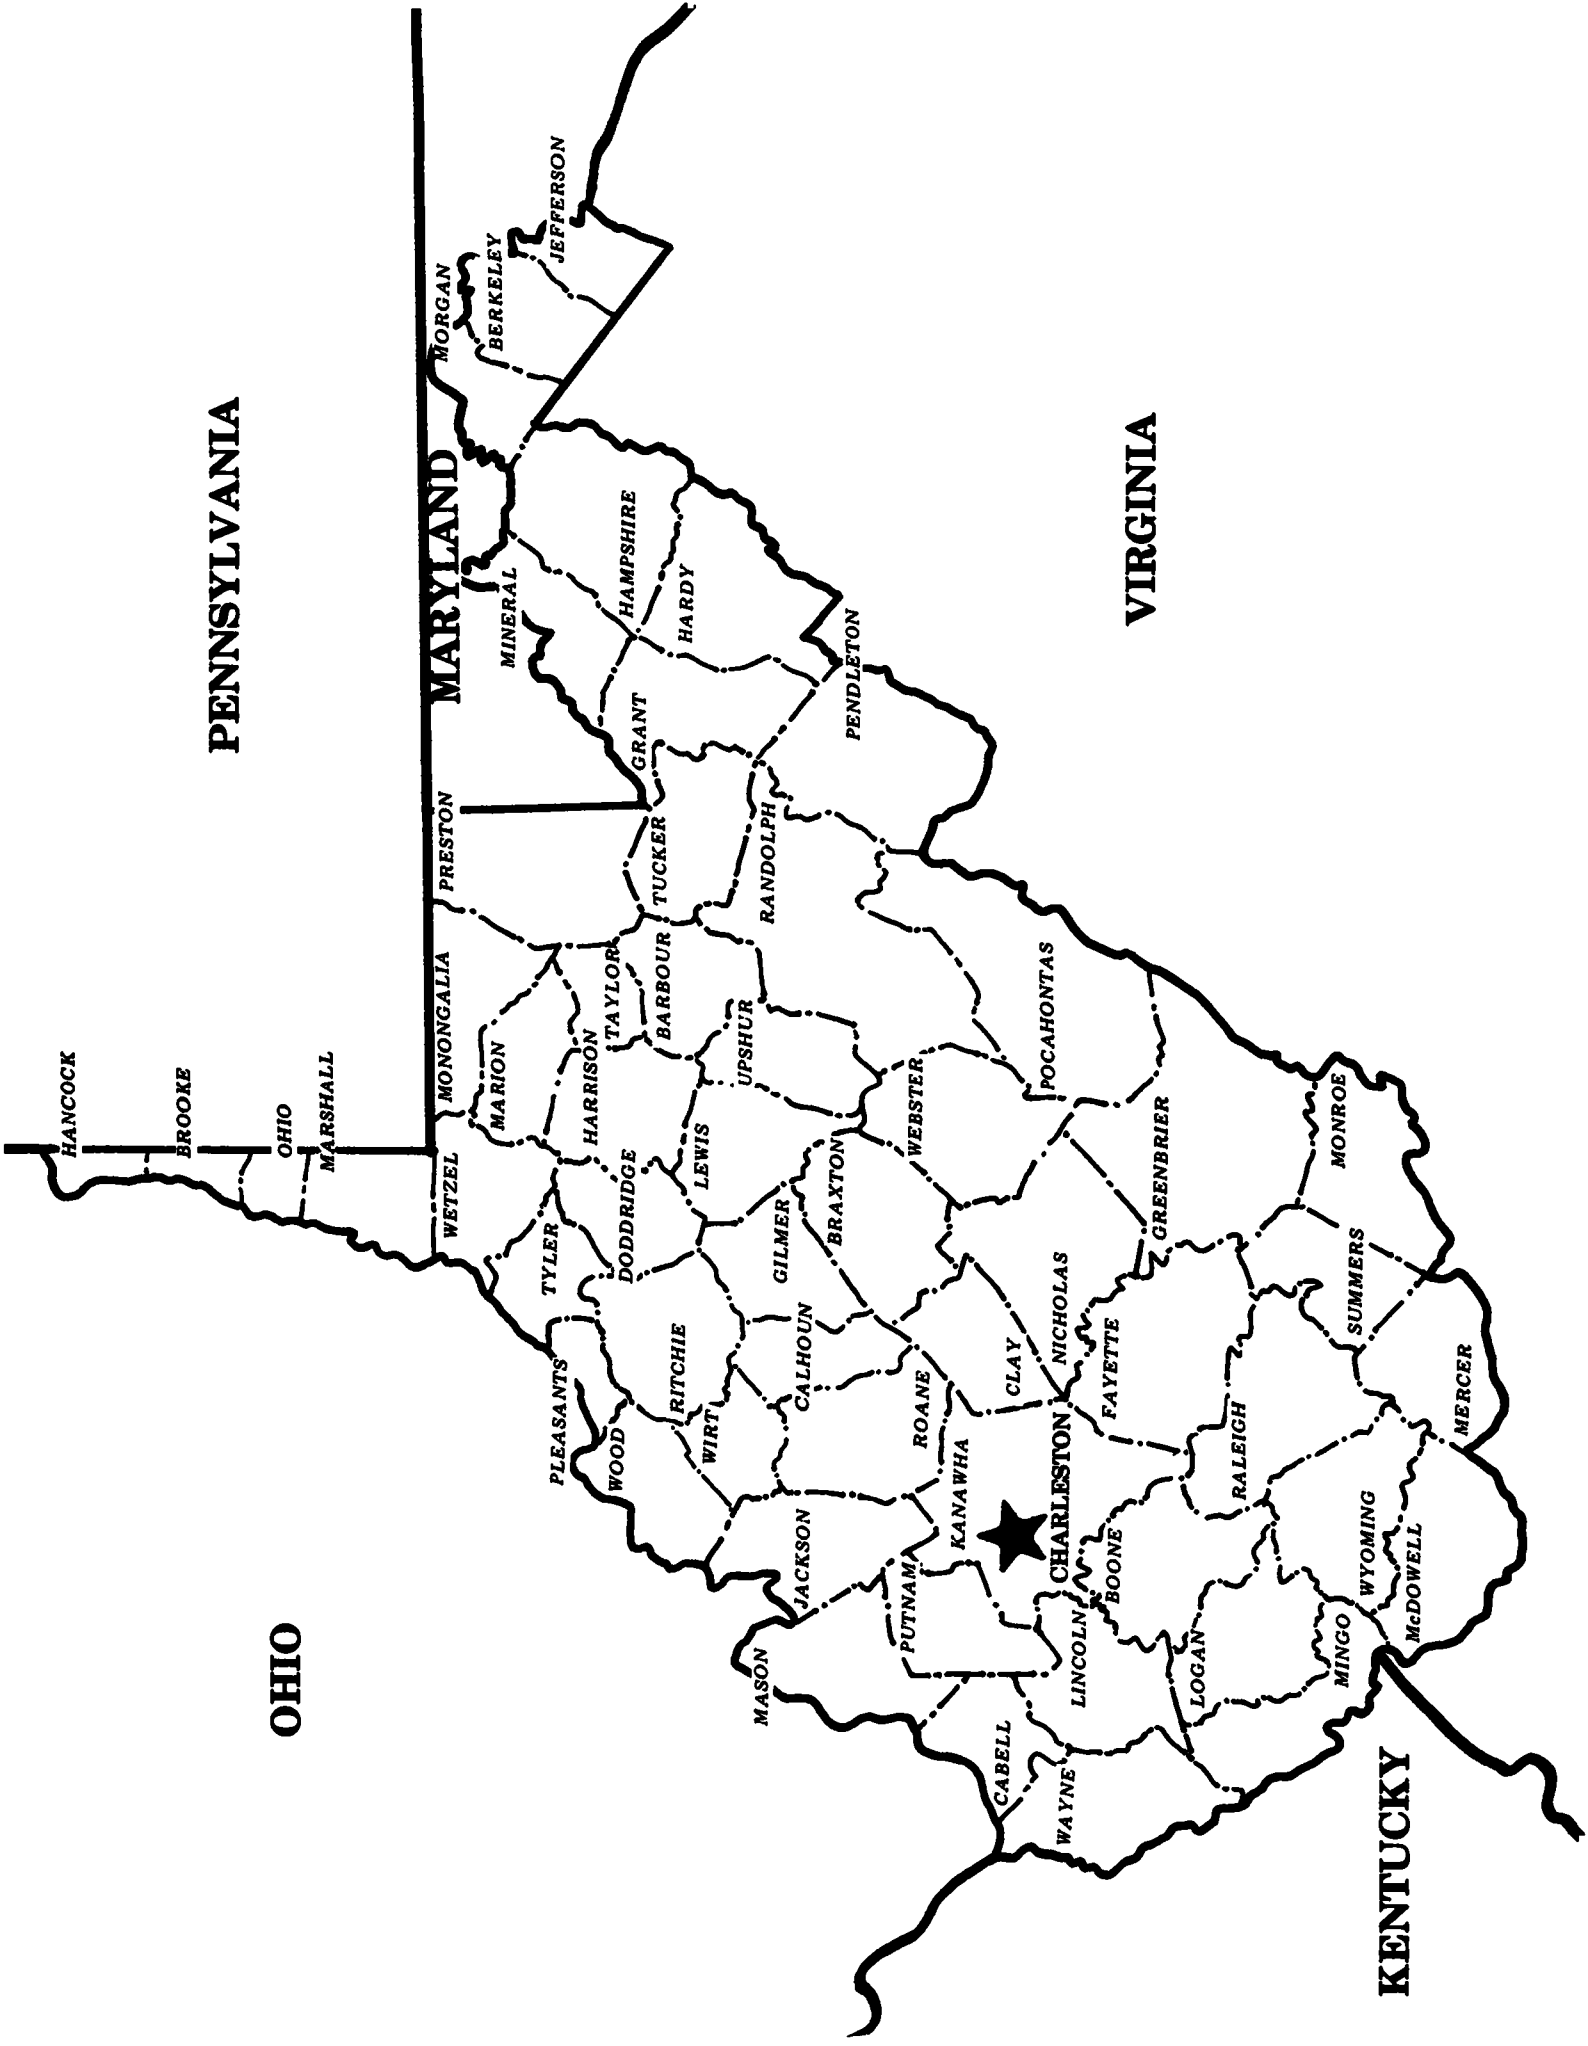 HANCOCK
BROOKE
PENNSYLVANIA
OHIO
OHIO
MARSHALL
WETZEL
MONONGALIA
PRESTON
MARYLAND
MORGAN
MARION
MINERAL
BERKELEY
TYLER
PLEASANTS
JEFFERSON
HARRISON
TAYLOR
WOOD
DODDRIDGE
HAMPSHIRE
GRANT
BARBOUR
TUCKER
RITCHIE
HARDY
LEWIS
WIRT
UPSHUR
MASON
RANDOLPH
GILMER
JACKSON
CALHOUN
BRAXTON
PENDLETON
PUTNAM
WEBSTER
ROANE
KANAWHA
CABELL
CLAY
POCAHONTAS
CHARLESTON
NICHOLAS
WAYNE
LINCOLN
FAYETTE
BOONE
VIRGINIA
GREENBRIER
LOGAN
RALEIGH
MONROE
MINGO
SUMMERS
WYOMING
KENTUCKY
McDOWELL
MERCER